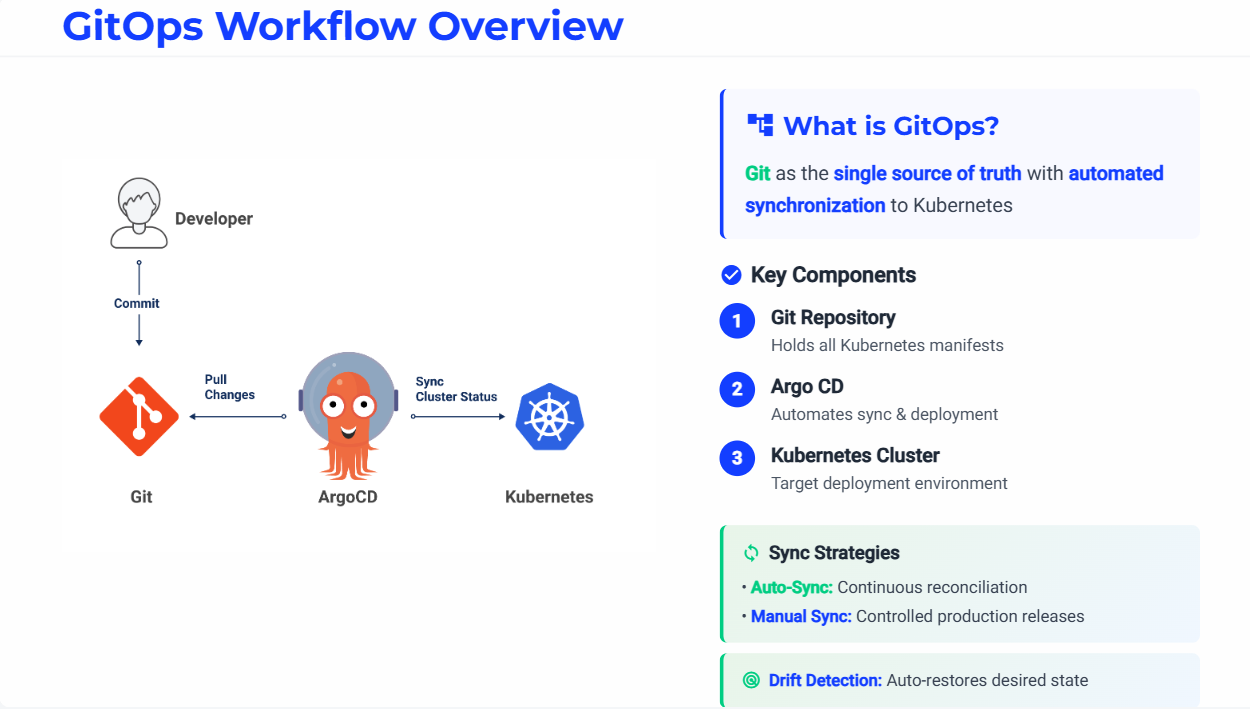 GitOps Workflow Overview
Developer
Commit
Pull
Changes
Sync
Cluster Status
Git
ArgoCD
Kubernetes
What is GitOps?
Git as the single source of truth with automated
synchronization to Kubernetes
Key Components
1
Git Repository
Holds all Kubernetes manifests
2
Argo CD
Automates sync & deployment
3
Kubernetes Cluster
Target deployment environment
Sync Strategies
• Auto-Sync: Continuous reconciliation
• Manual Sync: Controlled production releases
Drift Detection: Auto-restores desired state